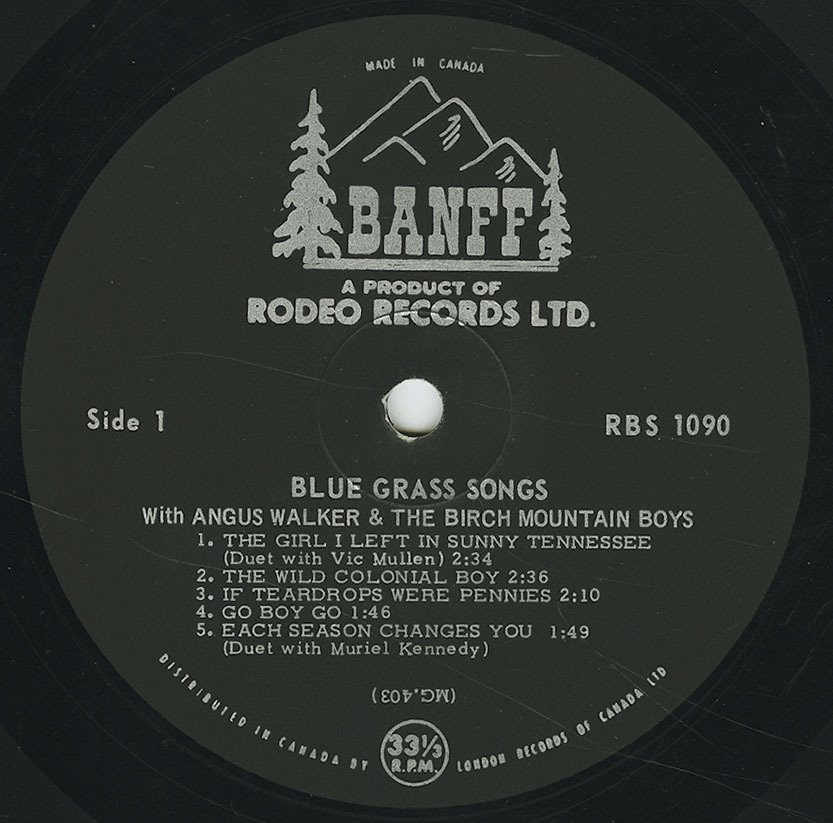 MADE IN CANADA
BANFF
A PRODUCT OF
RODEO RECORDS LTD.
Side 1
RBS 1090
BLUE GRASS SONGS
With ANGUS WALKER & THE BIRCH MOUNTAIN BOYS
1. THE GIRL I LEFT IN SUNNY TENNESSEE
(Duet with Vic Mullen) 2:34
2. THE WILD COLONIAL BOY 2:36
3. IF TEARDROPS WERE PENNIES 2:10
4. GO BOY GO 1:46
5. EACH SEASON CHANGES YOU 1:49
(Duet with Muriel Kennedy)
(MG.403)
DISTRIBUTED IN CANADA BY LONDON RECORDS OF CANADA LTD
33⅓
R.P.M.